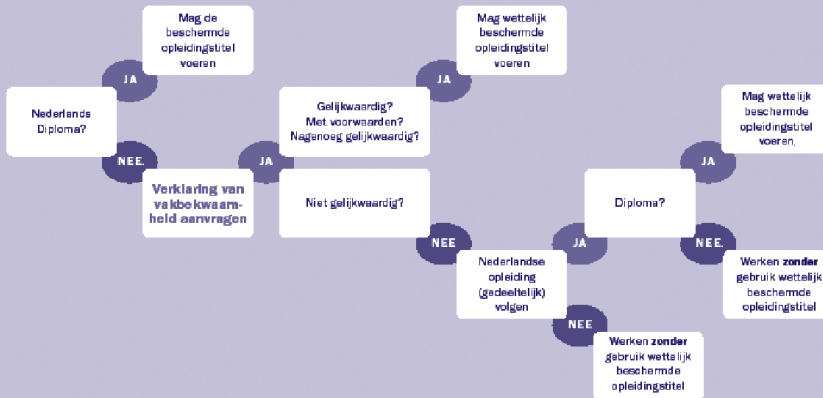 Mag de
beschermde
opleidingstitel
voeren
JA
Nederlands
Diploma?
NEE.
Verklaring van
vakbekwaam-
heid aanvragen
JA
Gelijkwaardig?
Met voorwaarden?
Nagenoeg gelijkwaardig?
JA
Mag wettelijk
beschermde
opleidingstitel
voeren
Niet gelijkwaardig?
NEE
Nederlandse
opleiding
(gedeeltelijk)
volgen
JA
Diploma?
JA
Mag wettelijk
beschermde
opleidingstitel
voeren,
NEE.
Werken zonder
gebruik wettelijk
beschermde
opleidingstitel
NEE
Werken zonder
gebruik wettelijk
beschermde
opleidingstitel